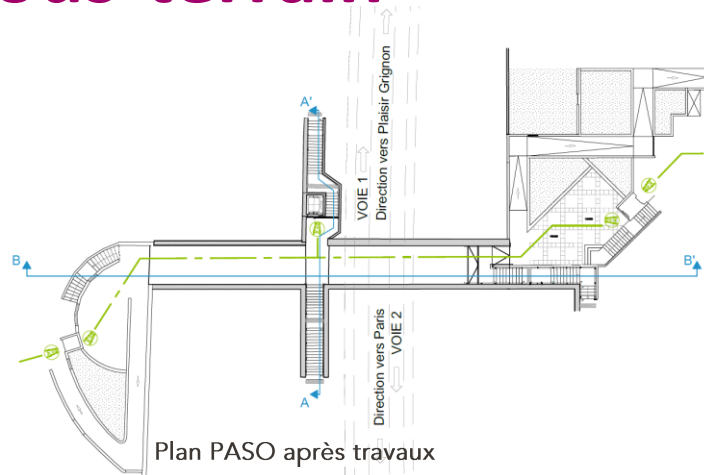 A'
VOIE 1
Direction vers Plaisir Grignon
B
B'
Direction vers Paris
VOIE 2
A
Plan PASO après travaux